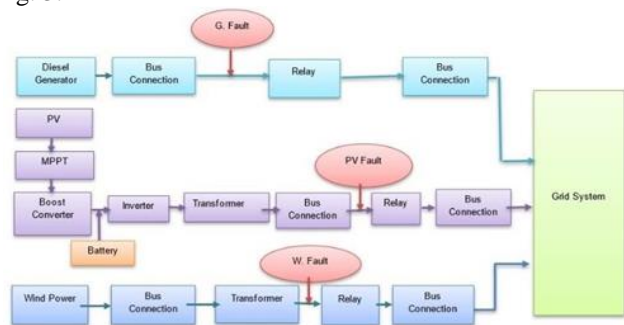 G. Fault
Diesel
Generator
Bus
Connection
Relay
Bus
Connection
PV
MPPT
PV Fault
Boost
Converter
Inverter
Transformer
Bus
Connection
Relay
Bus
Connection
Grid System
Battery
W. Fault
Wind Power
Bus
Connection
Transformer
Relay
Bus
Connection